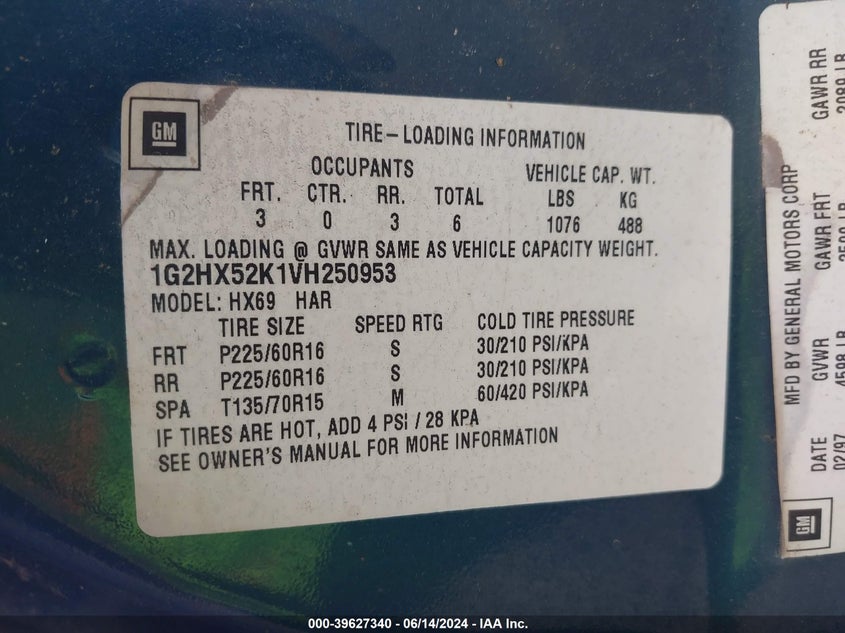 GM
TIRE–LOADING INFORMATION
OCCUPANTS VEHICLE CAP. WT.
FRT. CTR. RR. TOTAL LBS KG
3 0 3 6 1076 488
MAX. LOADING @ GVWR SAME AS VEHICLE CAPACITY WEIGHT.
1G2HX52K1VH250953
MODEL: HX69 HAR
TIRE SIZE SPEED RTG COLD TIRE PRESSURE
FRT P225/60R16 S 30/210 PSI/KPA
RR P225/60R16 S 30/210 PSI/KPA
SPA T135/70R15 M 60/420 PSI/KPA
IF TIRES ARE HOT, ADD 4 PSI / 28 KPA
SEE OWNER'S MANUAL FOR MORE INFORMATION
GM
MFD BY GENERAL MOTORS CORP
DATE GVWR GAWR FRT GAWR RR
02/97 4598 LB
000-39627340 - 06/14/2024 - IAA Inc.